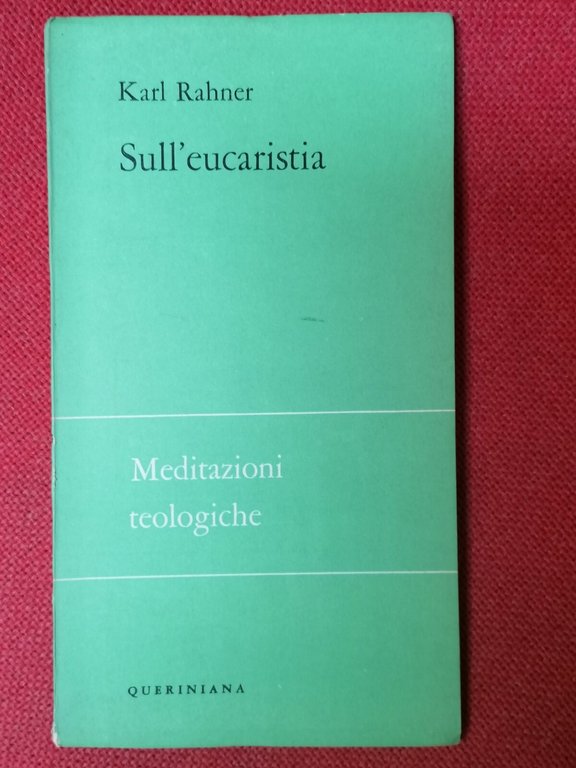 Karl Rahner
Sull'eucaristia
Meditazioni
teologiche
QUERINIANA